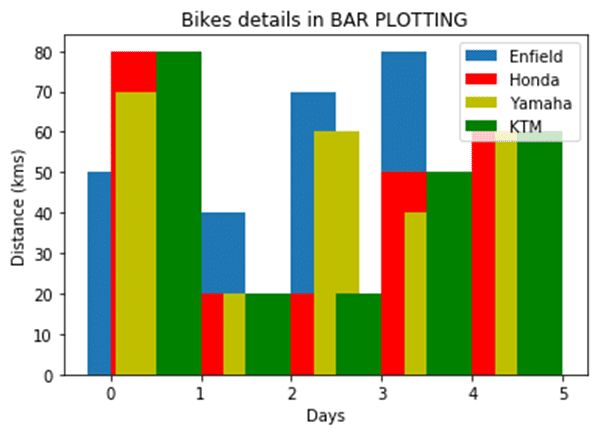 Bikes details in BAR PLOTTING
Enfield
Honda
Yamaha
KTM
80
70
60
50
40
30
20
10
0
Distance (kms)
0 1 2 3 4 5
Days